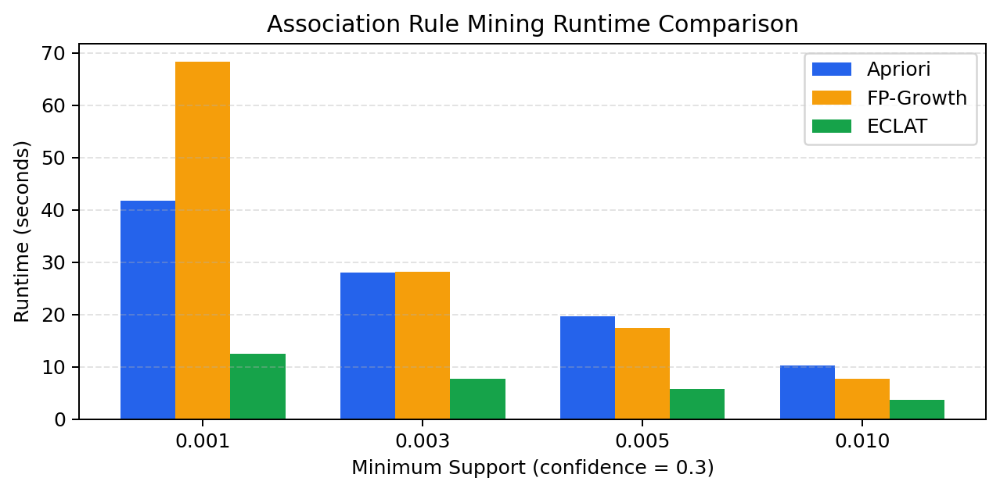 Association Rule Mining Runtime Comparison
Runtime (seconds)
70
60
50
40
30
20
10
0
Apriori
FP-Growth
ECLAT
0.001 0.003 0.005 0.010
Minimum Support (confidence = 0.3)